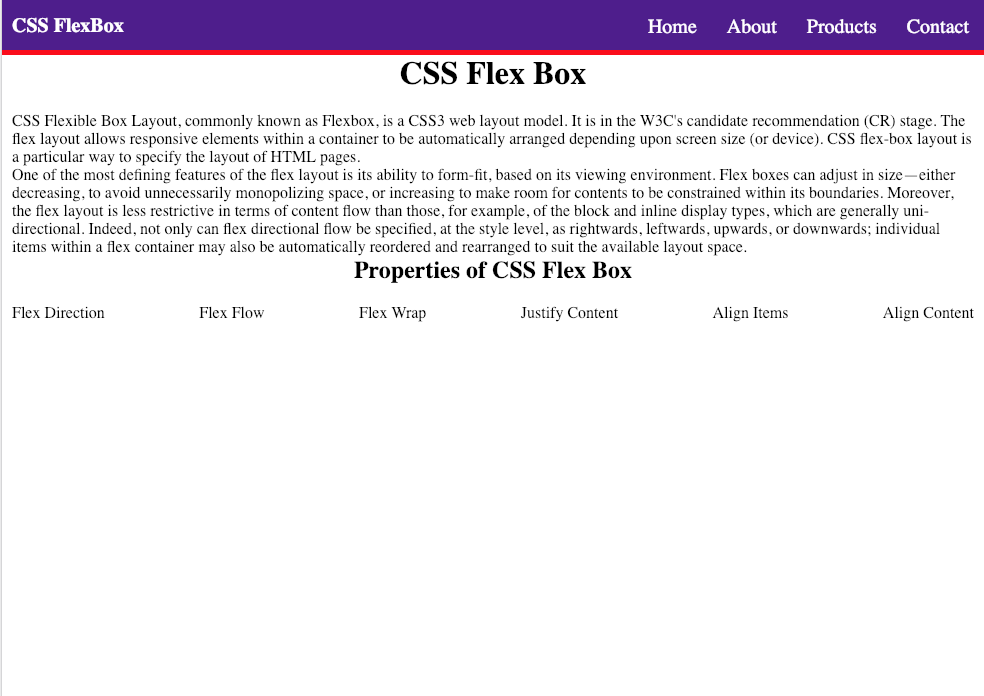 CSS FlexBox Home About Products Contact
CSS Flex Box
CSS Flexible Box Layout, commonly known as Flexbox, is a CSS3 web layout model. It is in the W3C's candidate recommendation (CR) stage. The
flex layout allows responsive elements within a container to be automatically arranged depending upon screen size (or device). CSS flex-box layout is
a particular way to specify the layout of HTML pages.
One of the most defining features of the flex layout is its ability to form-fit, based on its viewing environment. Flex boxes can adjust in size—either
decreasing, to avoid unnecessarily monopolizing space, or increasing to make room for contents to be constrained within its boundaries. Moreover,
the flex layout is less restrictive in terms of content flow than those, for example, of the block and inline display types, which are generally uni-
directional. Indeed, not only can flex directional flow be specified, at the style level, as rightwards, leftwards, upwards, or downwards; individual
items within a flex container may also be automatically reordered and rearranged to suit the available layout space.
Properties of CSS Flex Box
Flex Direction Flex Flow Flex Wrap Justify Content Align Items Align Content